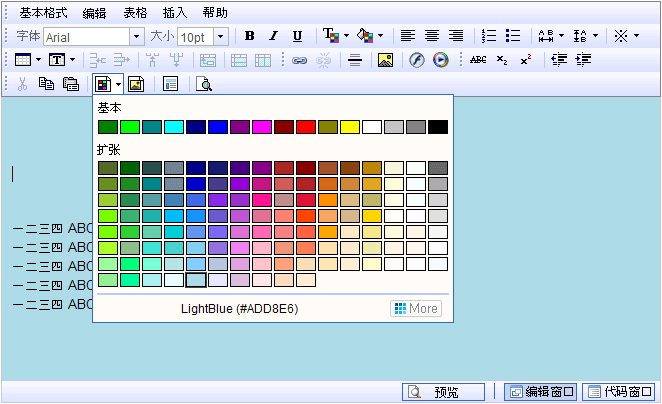 基本格式 编辑 表格 插入 帮助
字体 Arial 大小 10pt B I U
ABC x₂ x²
基本
扩张
一二三四 ABC
一二三四 ABC
一二三四 ABC
一二三四 ABC
一二三四 ABC
LightBlue (#ADD8E6) More
预览 编辑窗口 代码窗口